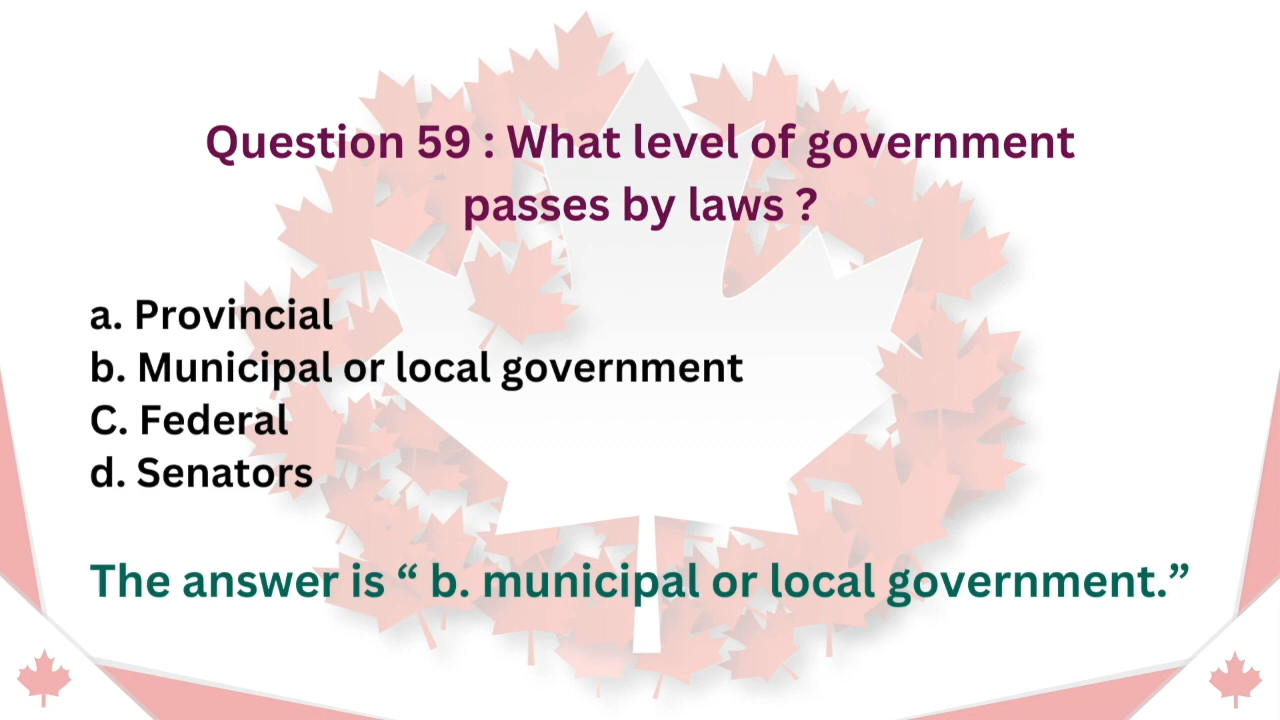 Question 59 : What level of government
passes by laws ?
a. Provincial
b. Municipal or local government
C. Federal
d. Senators
The answer is “ b. municipal or local government.”